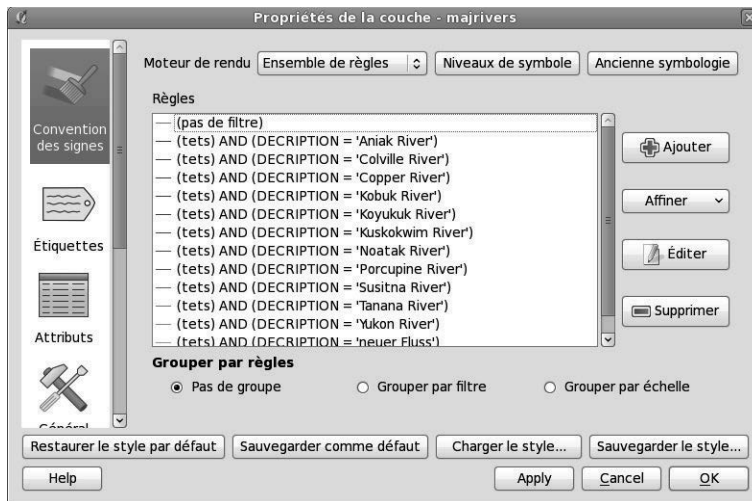 Propriétés de la couche - majrivers
Moteur de rendu Ensemble de règles Niveaux de symbole Ancienne symbologie
Règles
(pas de filtre)
(tets) AND (DECRIPTION = 'Aniak River')
(tets) AND (DECRIPTION = 'Colville River')
(tets) AND (DECRIPTION = 'Copper River')
(tets) AND (DECRIPTION = 'Kobuk River')
(tets) AND (DECRIPTION = 'Koyukuk River')
(tets) AND (DECRIPTION = 'Kuskokwim River')
(tets) AND (DECRIPTION = 'Noatak River')
(tets) AND (DECRIPTION = 'Porcupine River')
(tets) AND (DECRIPTION = 'Susitna River')
(tets) AND (DECRIPTION = 'Tanana River')
(tets) AND (DECRIPTION = 'Yukon River')
(tets) AND (DECRIPTION = 'neuer Fluss')
Convention
des signes
Étiquettes
Attributs
Général
Ajouter
Affiner
Éditer
Supprimer
Grouper par règles
Pas de groupe Grouper par filtre Grouper par échelle
Restaurer le style par défaut Sauvegarder comme défaut Charger le style... Sauvegarder le style...
Help Apply Cancel OK